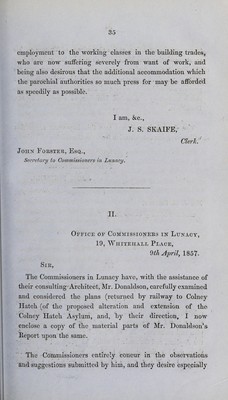 35
employment to the working classes in the building trades,
who are now suffering severely from want of work, and
being also desirous that the additional accommodation which
the parochial authorities so much press for may be afforded
as speedily as possible.
I am, &c.,
J. S. SKAIFE,
Clerk.
JOHN FORSTER, ESQ.,
Secretary to Commissioners in Lunacy.
II.
OFFICE OF COMMISSIONERS IN LUNACY,
19, WHITEHALL PLACE,
9th April, 1857.
SIR,
The Commissioners in Lunacy have, with the assistance of
their consulting Architect, Mr. Donaldson, carefully examined
and considered the plans (returned by railway to Colney
Hatch (of the proposed alteration and extension of the
Colney Hatch Asylum, and, by their direction, I now
enclose a copy of the material parts of Mr. Donaldson's
Report upon the same.
The Commissioners entirely concur in the observations
and suggestions submitted by him, and they desire especially